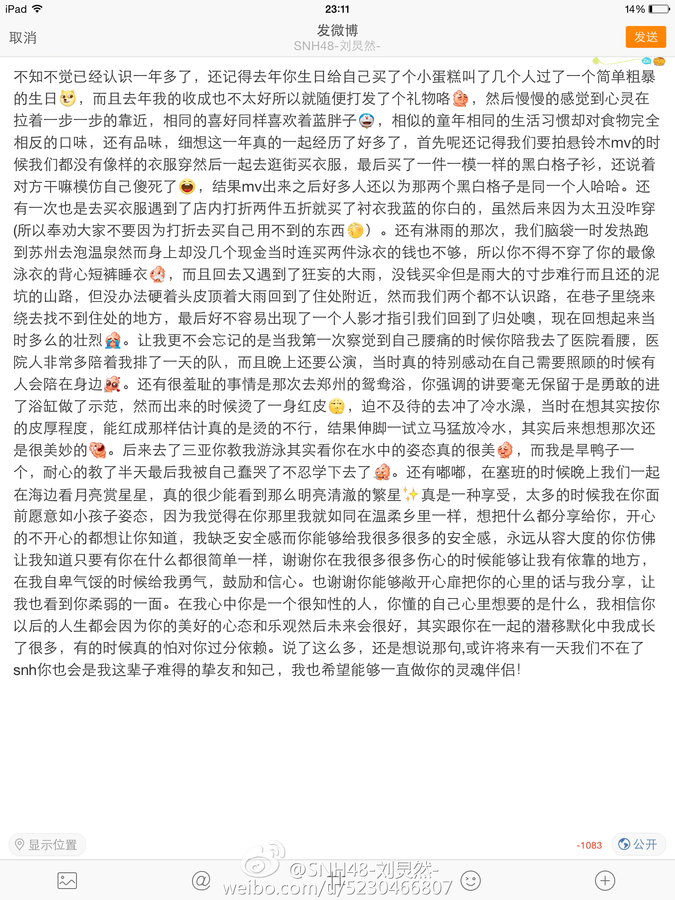 iPad
23:11
14%
取消
发微博
SNH48-刘炅然-
发送
不知不觉已经认识一年多了，还记得去年你生日给自己买了个小蛋糕叫了几个人过了一个简单粗暴
的生日，而且去年我的收成也不太好所以就随便打发了个礼物咯，然后慢慢的感觉到心灵在
拉着一步一步的靠近，相同的喜好同样喜欢着蓝胖子，相似的童年相同的生活习惯却对食物完全
相反的口味，还有品味，细想这一年真的一起经历了好多了，首先呢还记得我们要拍悬铃木mv的时
候我们都没有像样的衣服穿然后一起去逛街买衣服，最后买了一件一模一样的黑白格子衫，还说着
对方干嘛模仿自己傻死了，结果mv出来之后好多人还以为那两个黑白格子是同一个人哈哈。还
有一次也是去买衣服遇到了店内打折两件五折就买了衬衣我蓝的你白的，虽然后来因为太丑没咋穿
(所以奉劝大家不要因为打折去买自己用不到的东西）。还有淋雨的那次，我们脑袋一时发热跑
到苏州去泡温泉然而身上却没几个现金当时连买两件泳衣的钱也不够，所以你不得不穿了你的最像
泳衣的背心短裤睡衣，而且回去又遇到了狂妄的大雨，没钱买伞但是雨大的寸步难行而且还的泥
坑的山路，但没办法硬着头皮顶着大雨回到了住处附近，然而我们两个都不认识路，在巷子里绕来
绕去找不到住处的地方，最后好不容易出现了一个人影才指引我们回到了归处噢，现在回想起来当
时多么的壮烈。让我更不会忘记的是当我第一次察觉到自己腰痛的时候你陪我去了医院看腰，医
院人非常多陪着我排了一天的队，而且晚上还要公演，当时真的特别感动在自己需要照顾的时候有
人会陪在身边。还有很羞耻的事情是那次去郑州的鸳鸯浴，你强调的讲要毫无保留于是勇敢的进
了浴缸做了示范，然而出来的时候烫了一身红皮，迫不及待的去冲了冷水澡，当时在想其实按你
的皮厚程度，能红成那样估计真的是烫的不行，结果伸脚一试立马猛放冷水，其实后来想想那次还
是很美妙的。后来去了三亚你教我游泳其实看你在水中的姿态真的很美，而我是旱鸭子一
个，耐心的教了半天最后我被自己蠢哭了不忍学下去了。还有嘟嘟，在塞班的时候晚上我们一起
在海边看月亮赏星星，真的很少能看到那么明亮清澈的繁星✨真是一种享受，太多的时候我在你面
前愿意如小孩子姿态，因为我觉得在你那里我就如同在温柔乡里一样，想把什么都分享给你，开心
的不开心的都想让你知道，我缺乏安全感而你能够给我很多很多的安全感，永远从容大度的你仿佛
让我知道只要有你在什么都很简单一样，谢谢你在我很多很多伤心的时候能够让我有依靠的地方，
在我自卑气馁的时候给我勇气，鼓励和信心。也谢谢你能够敞开心扉把你的心里的话与我分享，让
我也看到你柔弱的一面。在我心中你是一个很知性的人，你懂的自己心里想要的是什么，我相信你
以后的人生都会因为你的美好的心态和乐观然后未来会很好，其实跟你在一起的潜移默化中我成长
了很多，有的时候真的怕对你过分依赖。说了这么多，还是想说那句,或许将来有一天我们不在了
snh你也会是我这辈子难得的挚友和知己，我也希望能够一直做你的灵魂伴侣！
显示位置
-1083
公开
@SNH48-刘炅然-
weibo.com/u/5230466807